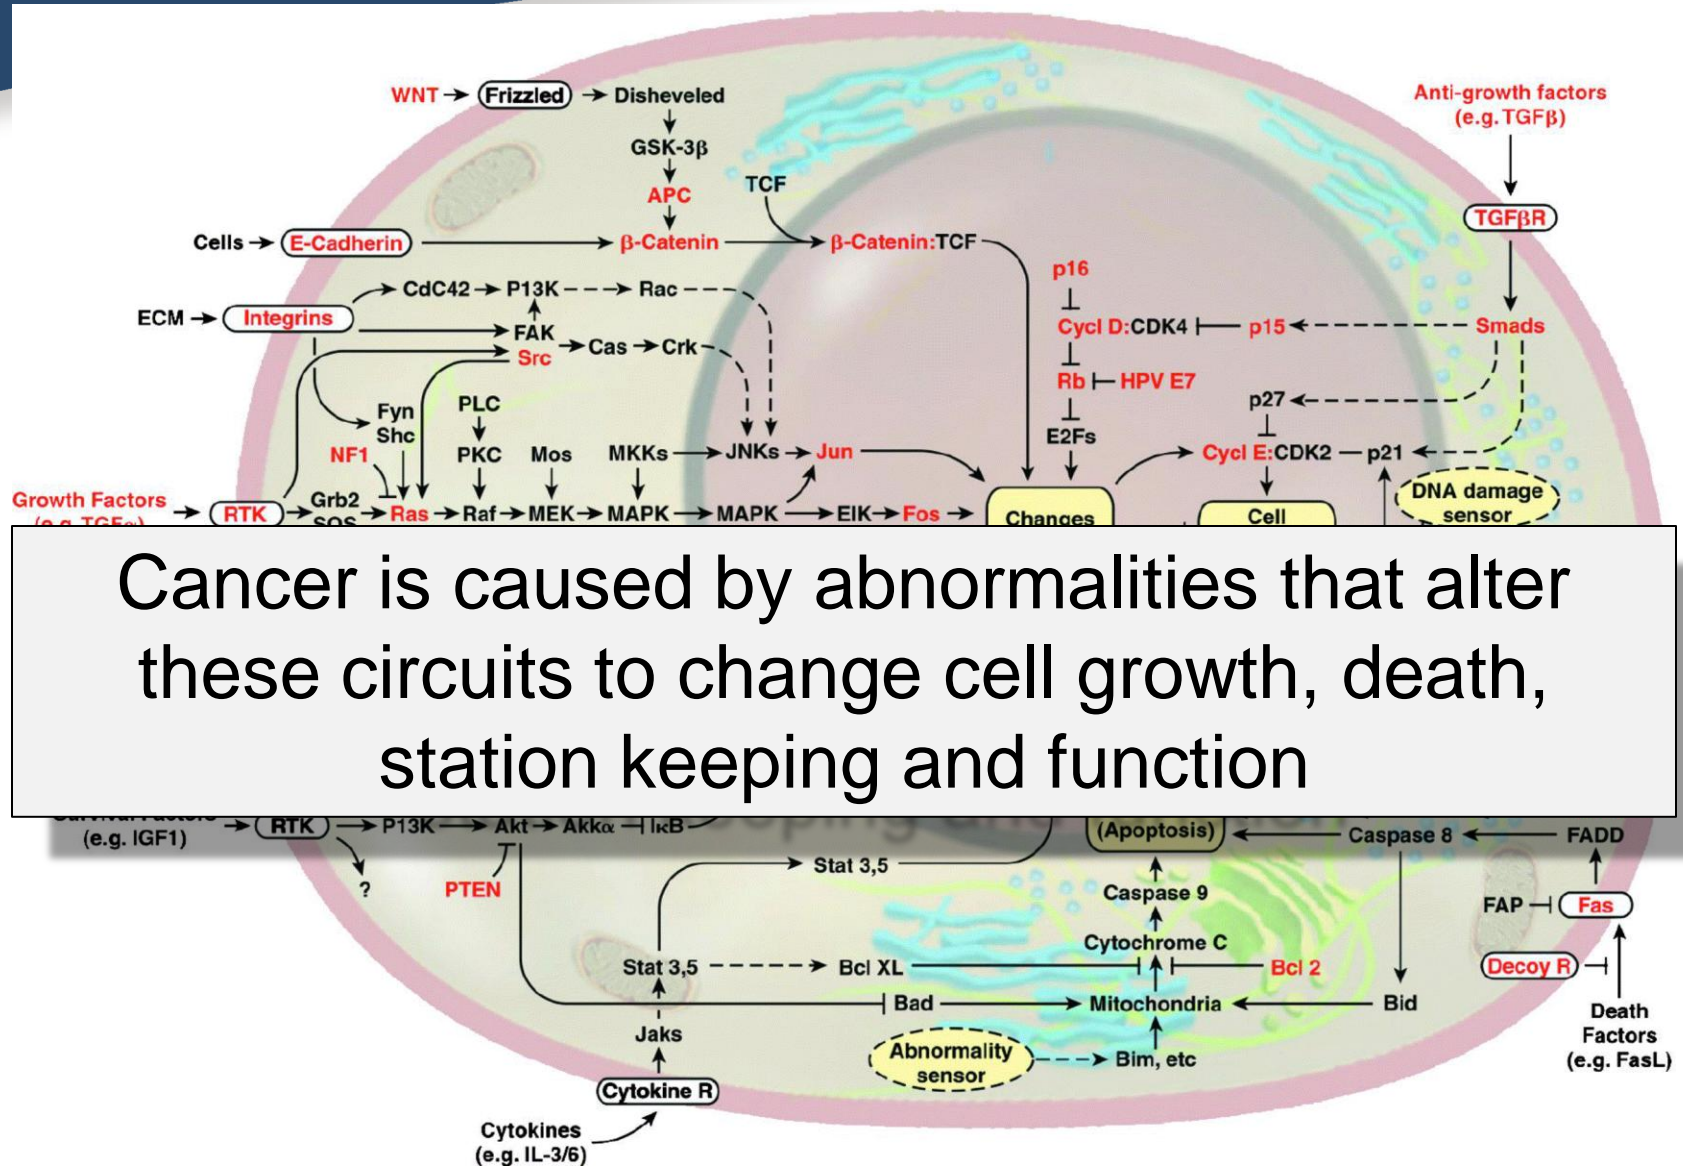 WNT Frizzled Disheveled
Anti-growth factors
(e.g. TGFβ)
GSK-3β
APC TCF
TGFβR
Cells E-Cadherin β-Catenin β-Catenin:TCF
p16
CdC42 P13K Rac
ECM Integrins FAK Cycl D:CDK4 p15 Smads
Src Cas Crk
Rb HPV E7
Fyn PLC p27
Shc E2Fs
NF1 PKC Mos MKKs JNKs Jun Cycl E:CDK2 p21
DNA damage
sensor
Growth Factors Grb2
(e.g. TGFα) RTK SOS Ras Raf MEK MAPK MAPK ElK Fos Changes Cell
Cancer is caused by abnormalities that alter
these circuits to change cell growth, death,
station keeping and function
Survival Factors
(e.g. IGF1) RTK P13K Akt Akkα IκB (Apoptosis) Caspase 8 FADD
? PTEN Stat 3,5
Caspase 9
FAP Fas
Cytochrome C
Stat 3,5 Bcl XL Bcl 2 Decoy R
Bad Mitochondria Bid
Death
Factors
(e.g. FasL)
Jaks
Abnormality
sensor
Bim, etc
Cytokine R
Cytokines
(e.g. IL-3/6)